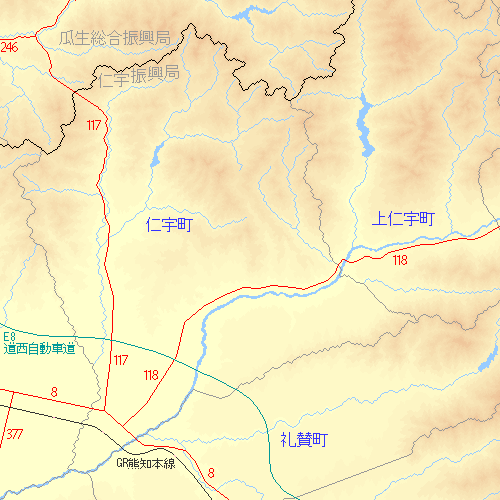 瓜生総合振興局
246
仁宇振興局
117
仁宇町
上仁宇町
118
E8
道西自動車道
117
118
8
377
礼賛町
GR熊知本線
8